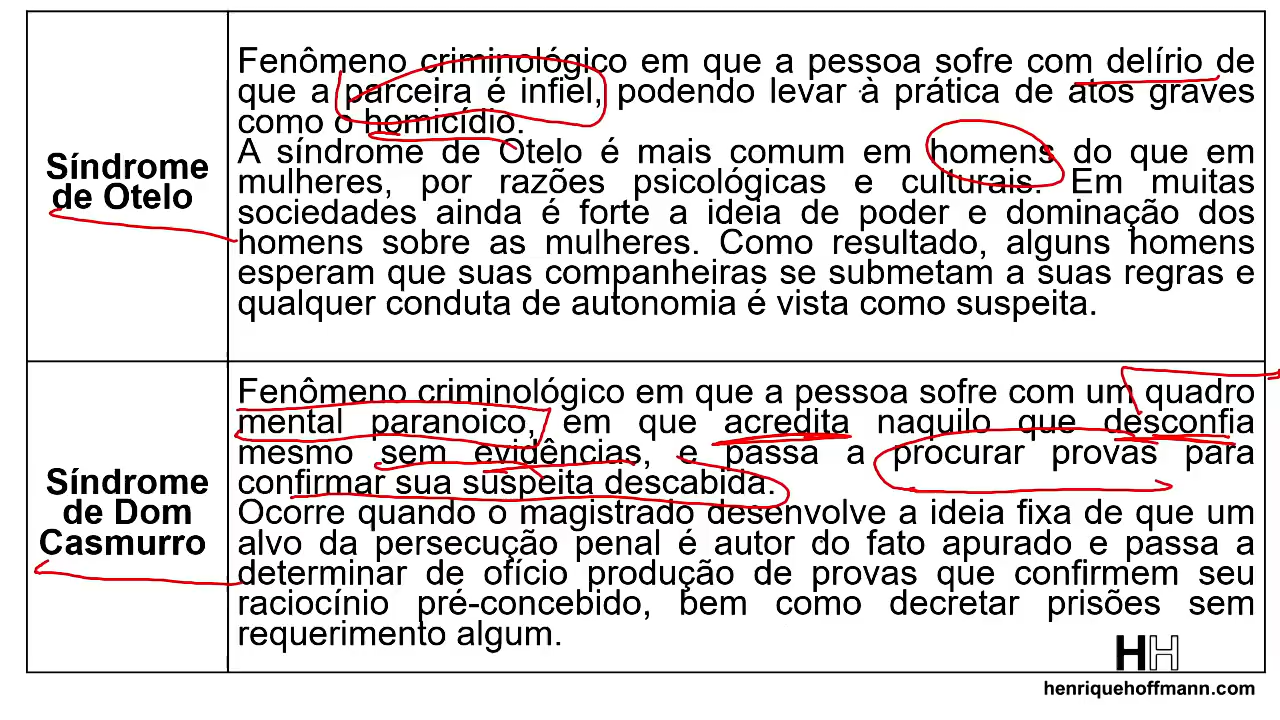 Síndrome
de Otelo
Fenômeno criminológico em que a pessoa sofre com delírio de
que a parceira é infiel, podendo levar à prática de atos graves
como o homicídio.
A síndrome de Otelo é mais comum em homens do que em
mulheres, por razões psicológicas e culturais. Em muitas
sociedades ainda é forte a ideia de poder e dominação dos
homens sobre as mulheres. Como resultado, alguns homens
esperam que suas companheiras se submetam a suas regras e
qualquer conduta de autonomia é vista como suspeita.
Síndrome
de Dom
Casmurro
Fenômeno criminológico em que a pessoa sofre com um quadro
mental paranoico, em que acredita naquilo que desconfia
mesmo sem evidências, e passa a procurar provas para
confirmar sua suspeita descabida.
Ocorre quando o magistrado desenvolve a ideia fixa de que um
alvo da persecução penal é autor do fato apurado e passa a
determinar de ofício produção de provas que confirmem seu
raciocínio pré-concebido, bem como decretar prisões sem
requerimento algum.
HH
henriquehoffmann.com